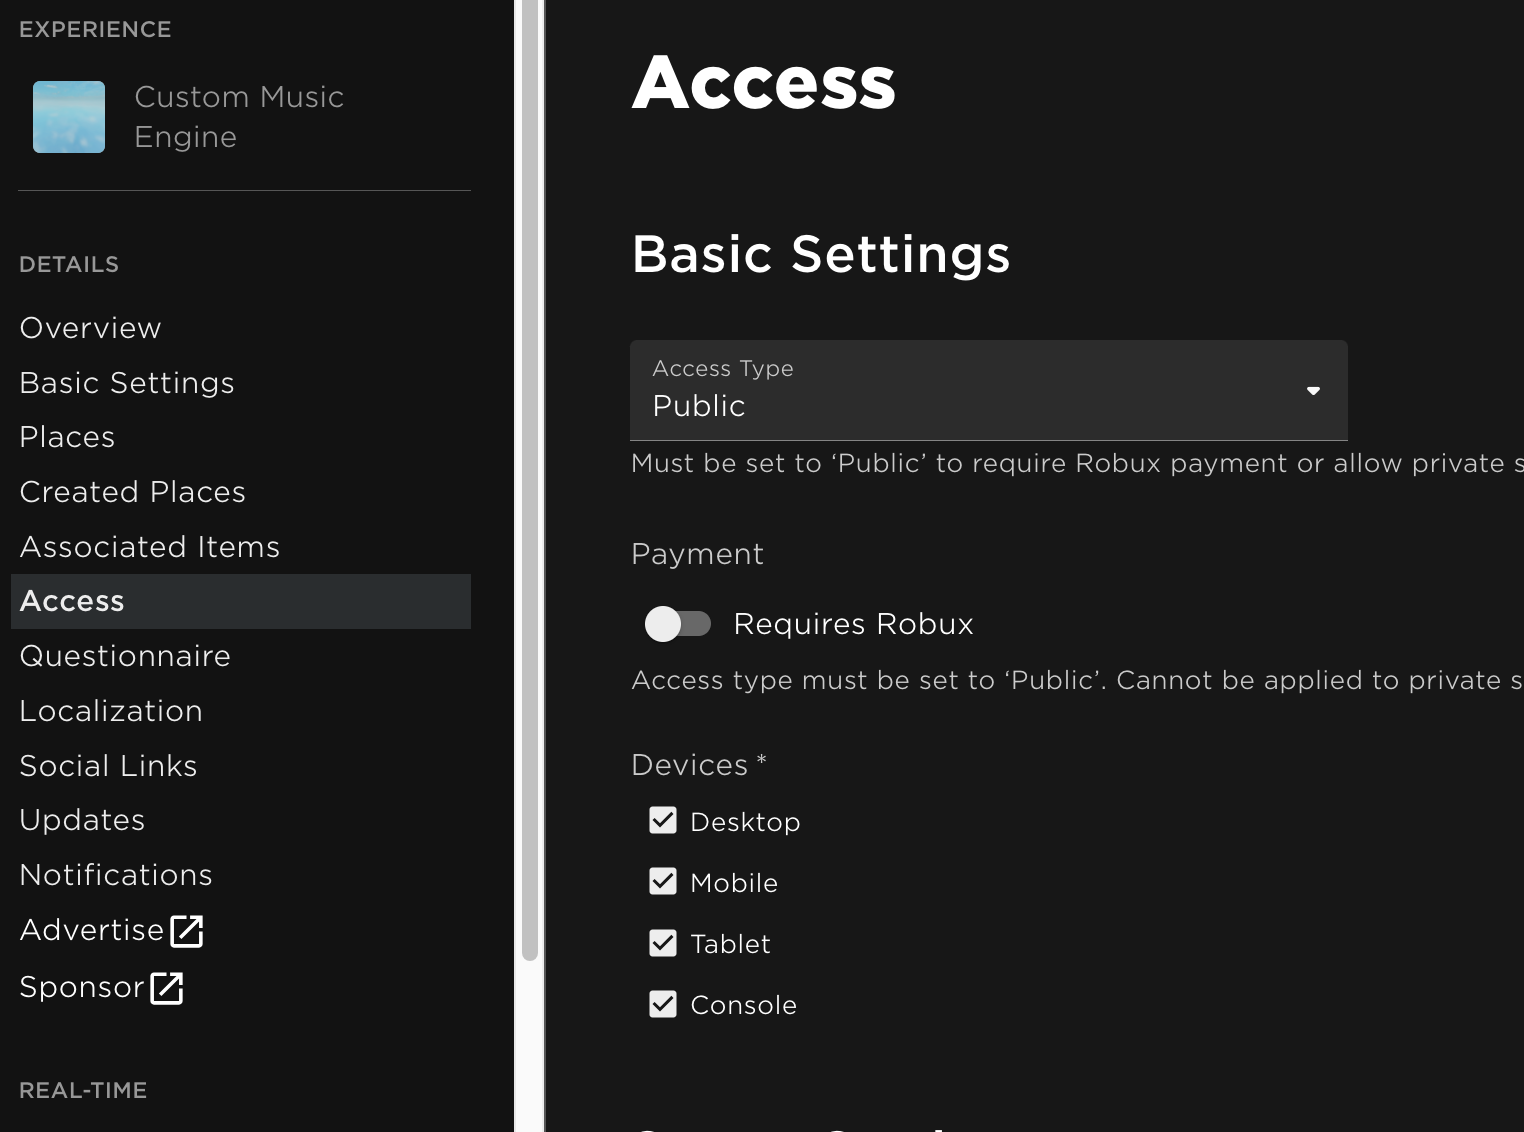 EXPERIENCE
Custom Music
Engine
DETAILS
Overview
Basic Settings
Places
Created Places
Associated Items
Access
Questionnaire
Localization
Social Links
Updates
Notifications
Advertise
Sponsor
REAL-TIME
Access
Basic Settings
Access Type
Public
Must be set to ‘Public’ to require Robux payment or allow private s
Payment
Requires Robux
Access type must be set to ‘Public’. Cannot be applied to private s
Devices *
Desktop
Mobile
Tablet
Console